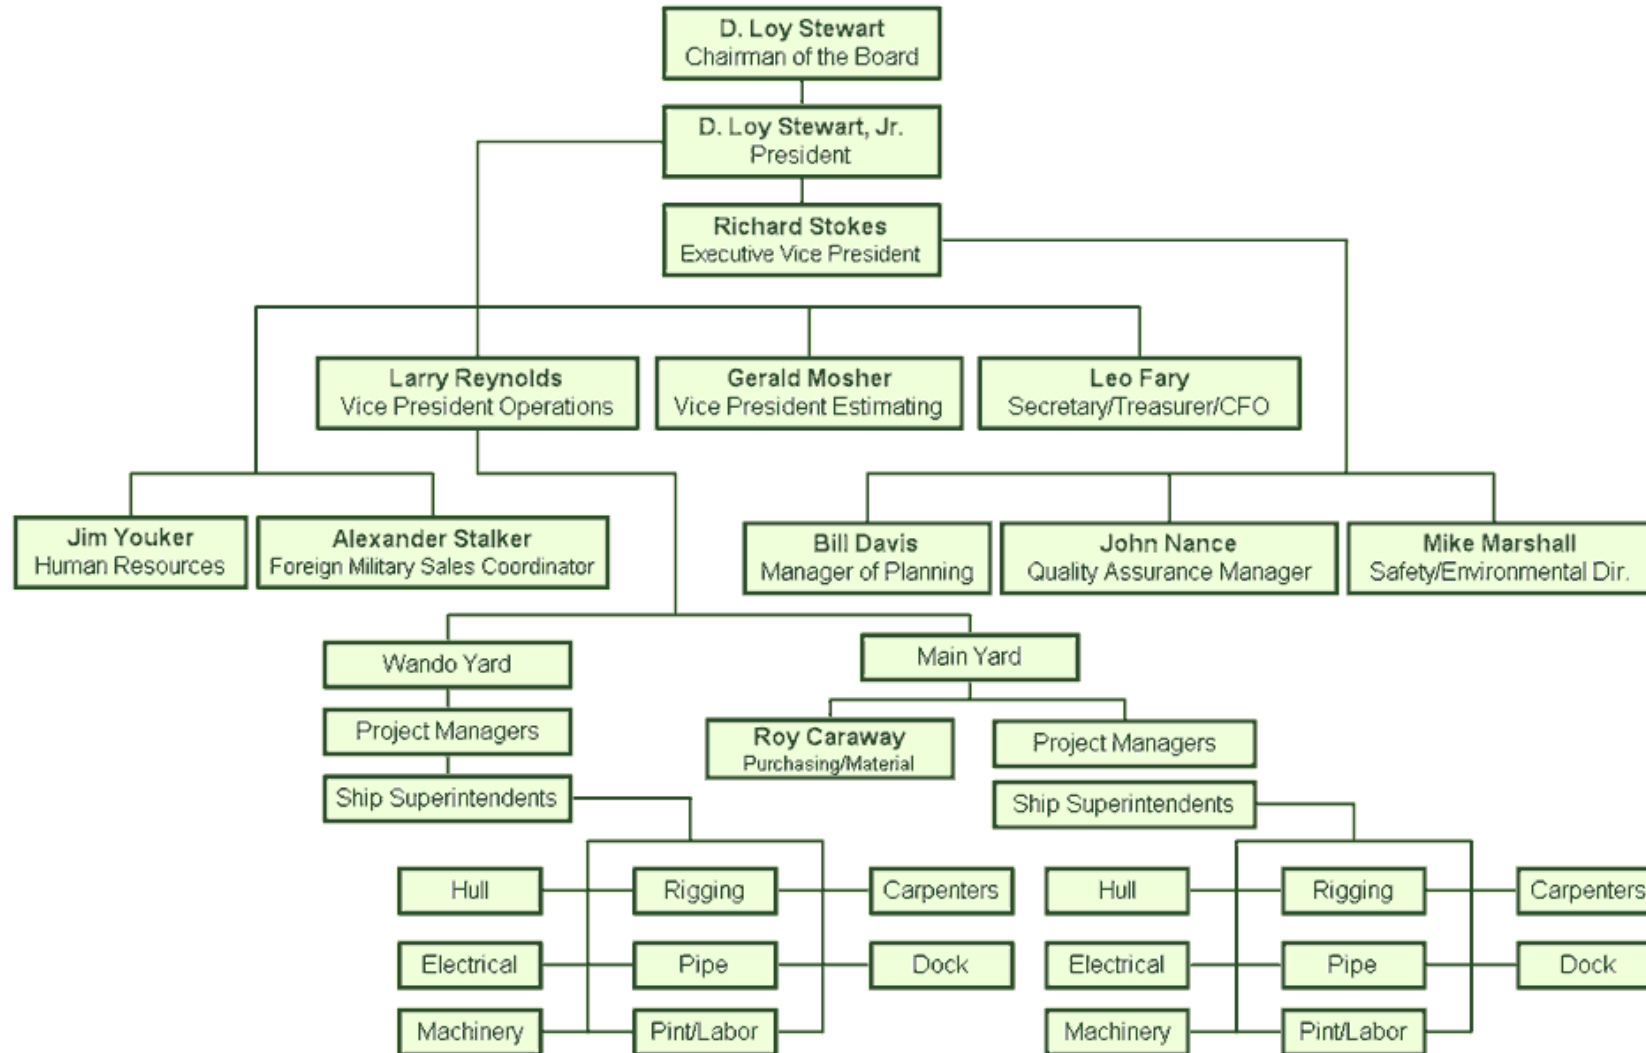 D. Loy Stewart
Chairman of the Board
D. Loy Stewart, Jr.
President
Richard Stokes
Executive Vice President
Larry Reynolds
Vice President Operations
Gerald Mosher
Vice President Estimating
Leo Fary
Secretary/Treasurer/CFO
Jim Youker
Human Resources
Alexander Stalker
Foreign Military Sales Coordinator
Bill Davis
Manager of Planning
John Nance
Quality Assurance Manager
Mike Marshall
Safety/Environmental Dir.
Wando Yard
Project Managers
Ship Superintendents
Main Yard
Roy Caraway
Purchasing/Material
Project Managers
Ship Superintendents
Hull
Rigging
Carpenters
Electrical
Pipe
Dock
Machinery
Pint/Labor
Hull
Rigging
Carpenters
Electrical
Pipe
Dock
Machinery
Pint/Labor